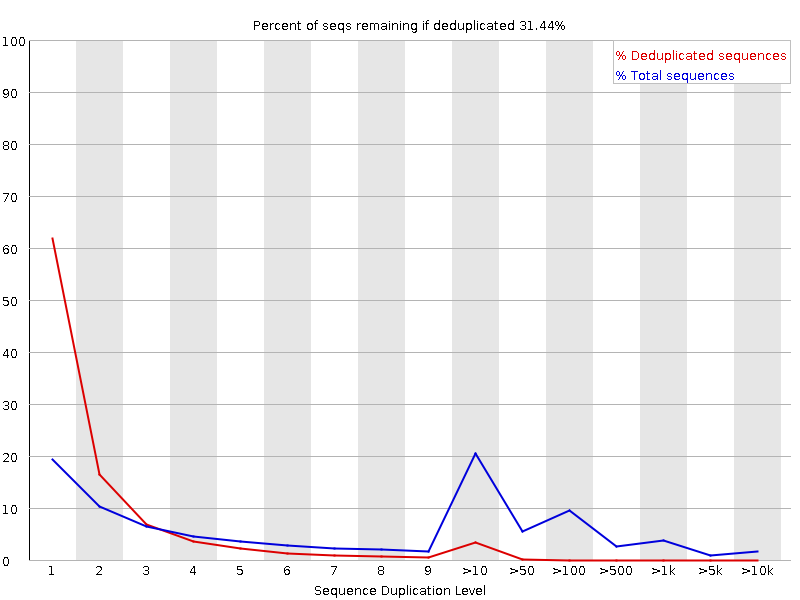 Percent of seqs remaining if deduplicated 31.44%
% Deduplicated sequences
% Total sequences
100
90
80
70
60
50
40
30
20
10
0
1 2 3 4 5 6 7 8 9 >10 >50 >100 >500 >1k >5k >10k
Sequence Duplication Level